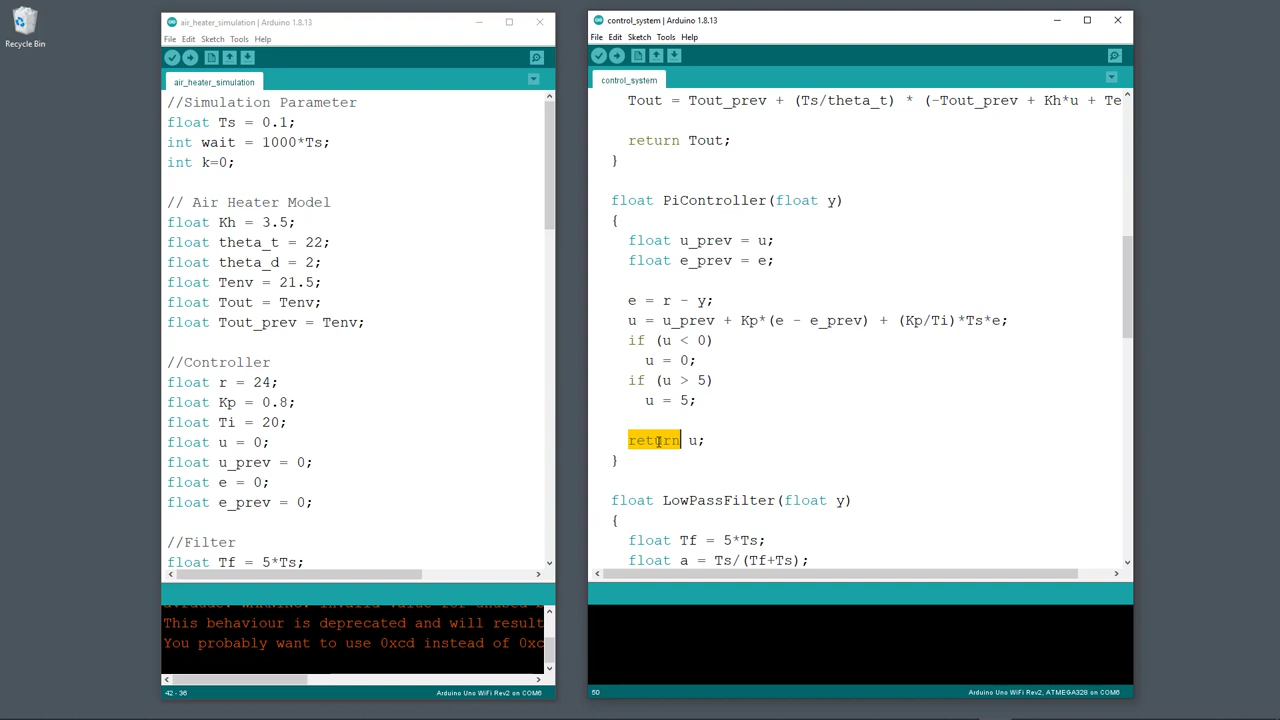 Recycle Bin
air_heater_simulation | Arduino 1.8.13
File Edit Sketch Tools Help
air_heater_simulation
//Simulation Parameter
float Ts = 0.1;
int wait = 1000*Ts;
int k=0;
// Air Heater Model
float Kh = 3.5;
float theta_t = 22;
float theta_d = 2;
float Tenv = 21.5;
float Tout = Tenv;
float Tout_prev = Tenv;
//Controller
float r = 24;
float Kp = 0.8;
float Ti = 20;
float u = 0;
float u_prev = 0;
float e = 0;
float e_prev = 0;
//Filter
float Tf = 5*Ts;
This behaviour is deprecated and will result
You probably want to use 0xcd instead of 0xc
42 - 36
Arduino Uno WiFi Rev2 on COM6
control_system | Arduino 1.8.13
File Edit Sketch Tools Help
control_system
Tout = Tout_prev + (Ts/theta_t) * (-Tout_prev + Kh*u + Te
return Tout;
}
float PiController(float y)
{
float u_prev = u;
float e_prev = e;
e = r - y;
u = u_prev + Kp*(e - e_prev) + (Kp/Ti)*Ts*e;
if (u < 0)
u = 0;
if (u > 5)
u = 5;
return u;
}
float LowPassFilter(float y)
{
float Tf = 5*Ts;
float a = Ts/(Tf+Ts);
50
Arduino Uno WiFi Rev2, ATMEGA328 on COM6